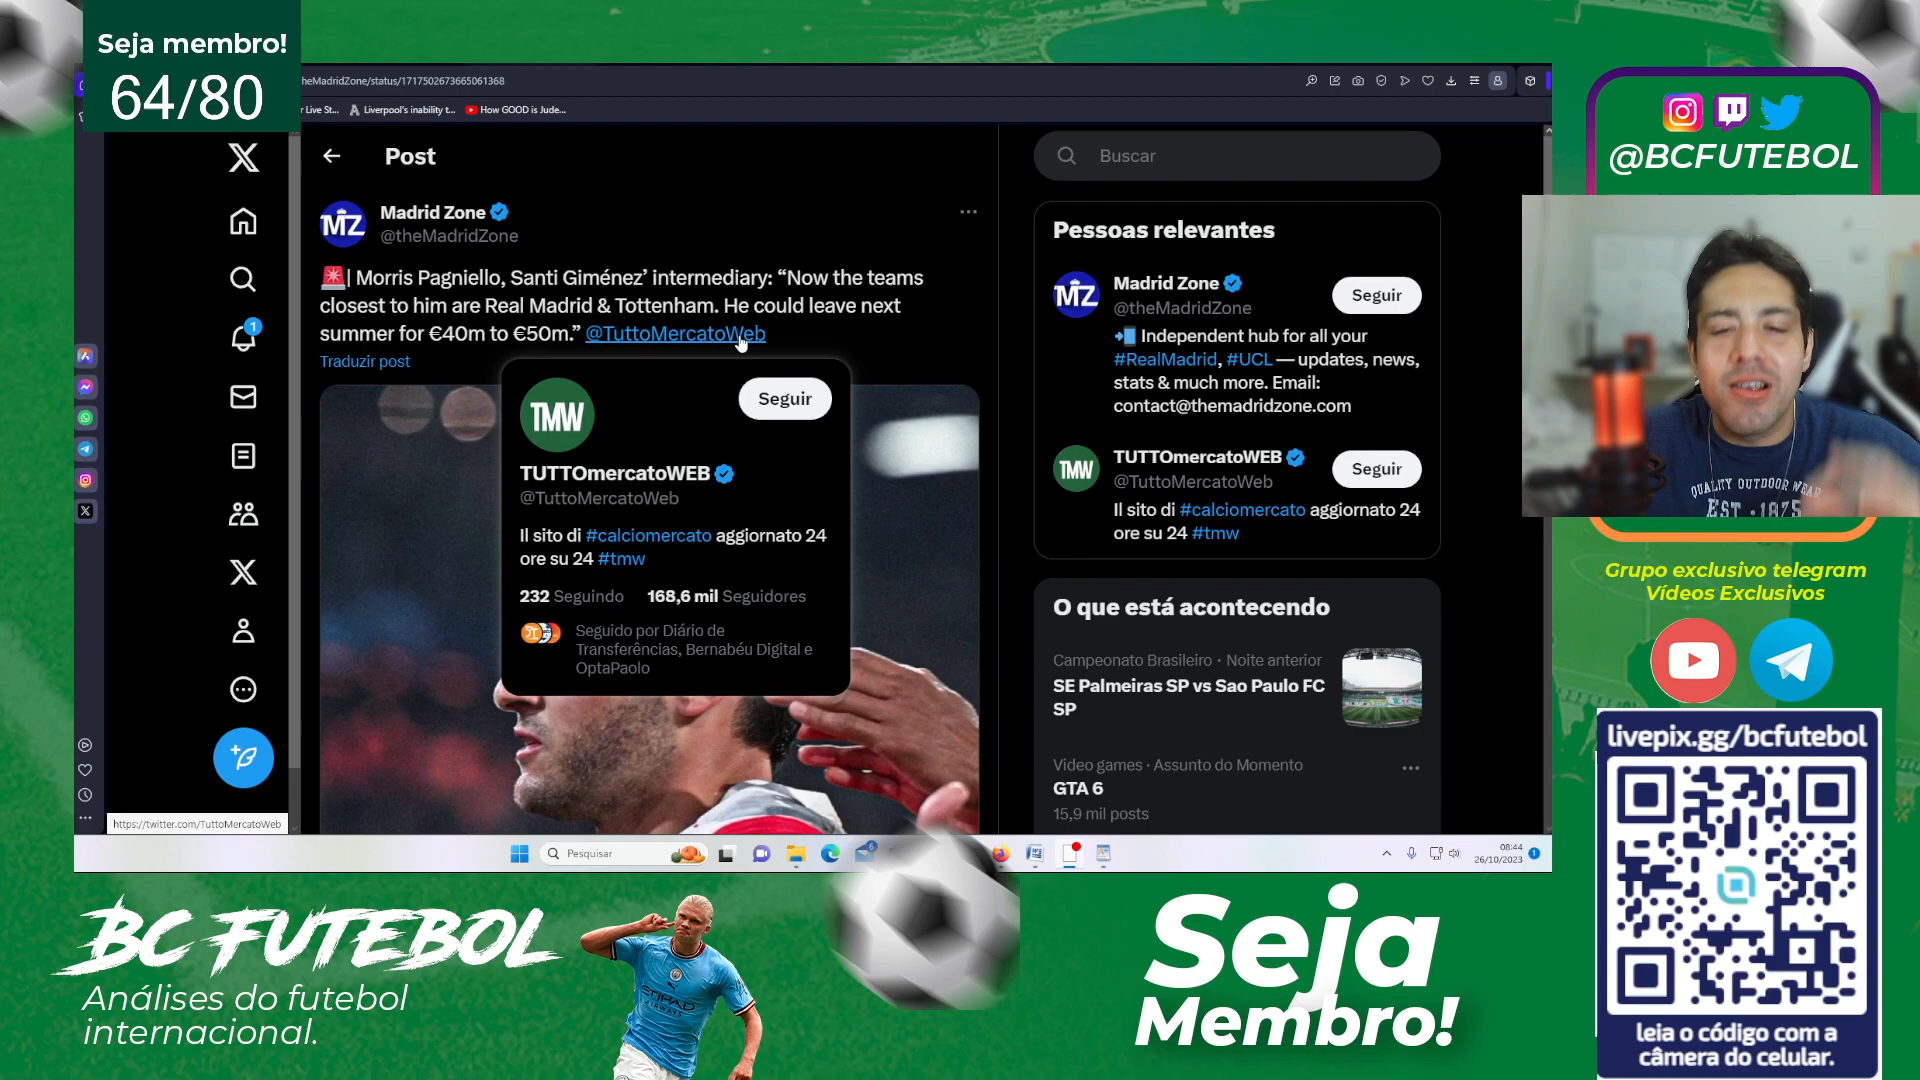 Seja membro!
64/80
heMadridZone/status/1717502673665061368
r Live St...
Liverpool's inability t...
How GOOD is Jude...
Post
Madrid Zone
@theMadridZone
| Morris Pagniello, Santi Giménez’ intermediary: “Now the teams
closest to him are Real Madrid & Tottenham. He could leave next
summer for €40m to €50m.” @TuttoMercatoWeb
Traduzir post
TMW
Seguir
TUTTOmercatoWEB
@TuttoMercatoWeb
Il sito di #calciomercato aggiornato 24
ore su 24 #tmw
232 Seguindo 168,6 mil Seguidores
Seguido por Diário de
Transferências, Bernabéu Digital e
OptaPaolo
https://twitter.com/TuttoMercatoWeb
Buscar
Pessoas relevantes
MZ
Madrid Zone
@theMadridZone
Seguir
Independent hub for all your
#RealMadrid, #UCL — updates, news,
stats & much more. Email:
contact@themadridzone.com
TMW
TUTTOmercatoWEB
@TuttoMercatoWeb
Seguir
Il sito di #calciomercato aggiornato 24
ore su 24 #tmw
O que está acontecendo
Campeonato Brasileiro · Noite anterior
SE Palmeiras SP vs Sao Paulo FC
SP
Video games · Assunto do Momento
GTA 6
15,9 mil posts
Pesquisar
08:44
26/10/2023
@BCFUTEBOL
QUALITY OUTDOOR WEAR
EST · 1875
Grupo exclusivo telegram
Vídeos Exclusivos
livepix.gg/bcfutebol
leia o código com a
câmera do celular.
BC FUTEBOL
Análises do futebol
internacional.
ETIHAD
AIRWAYS
Seja
Membro!